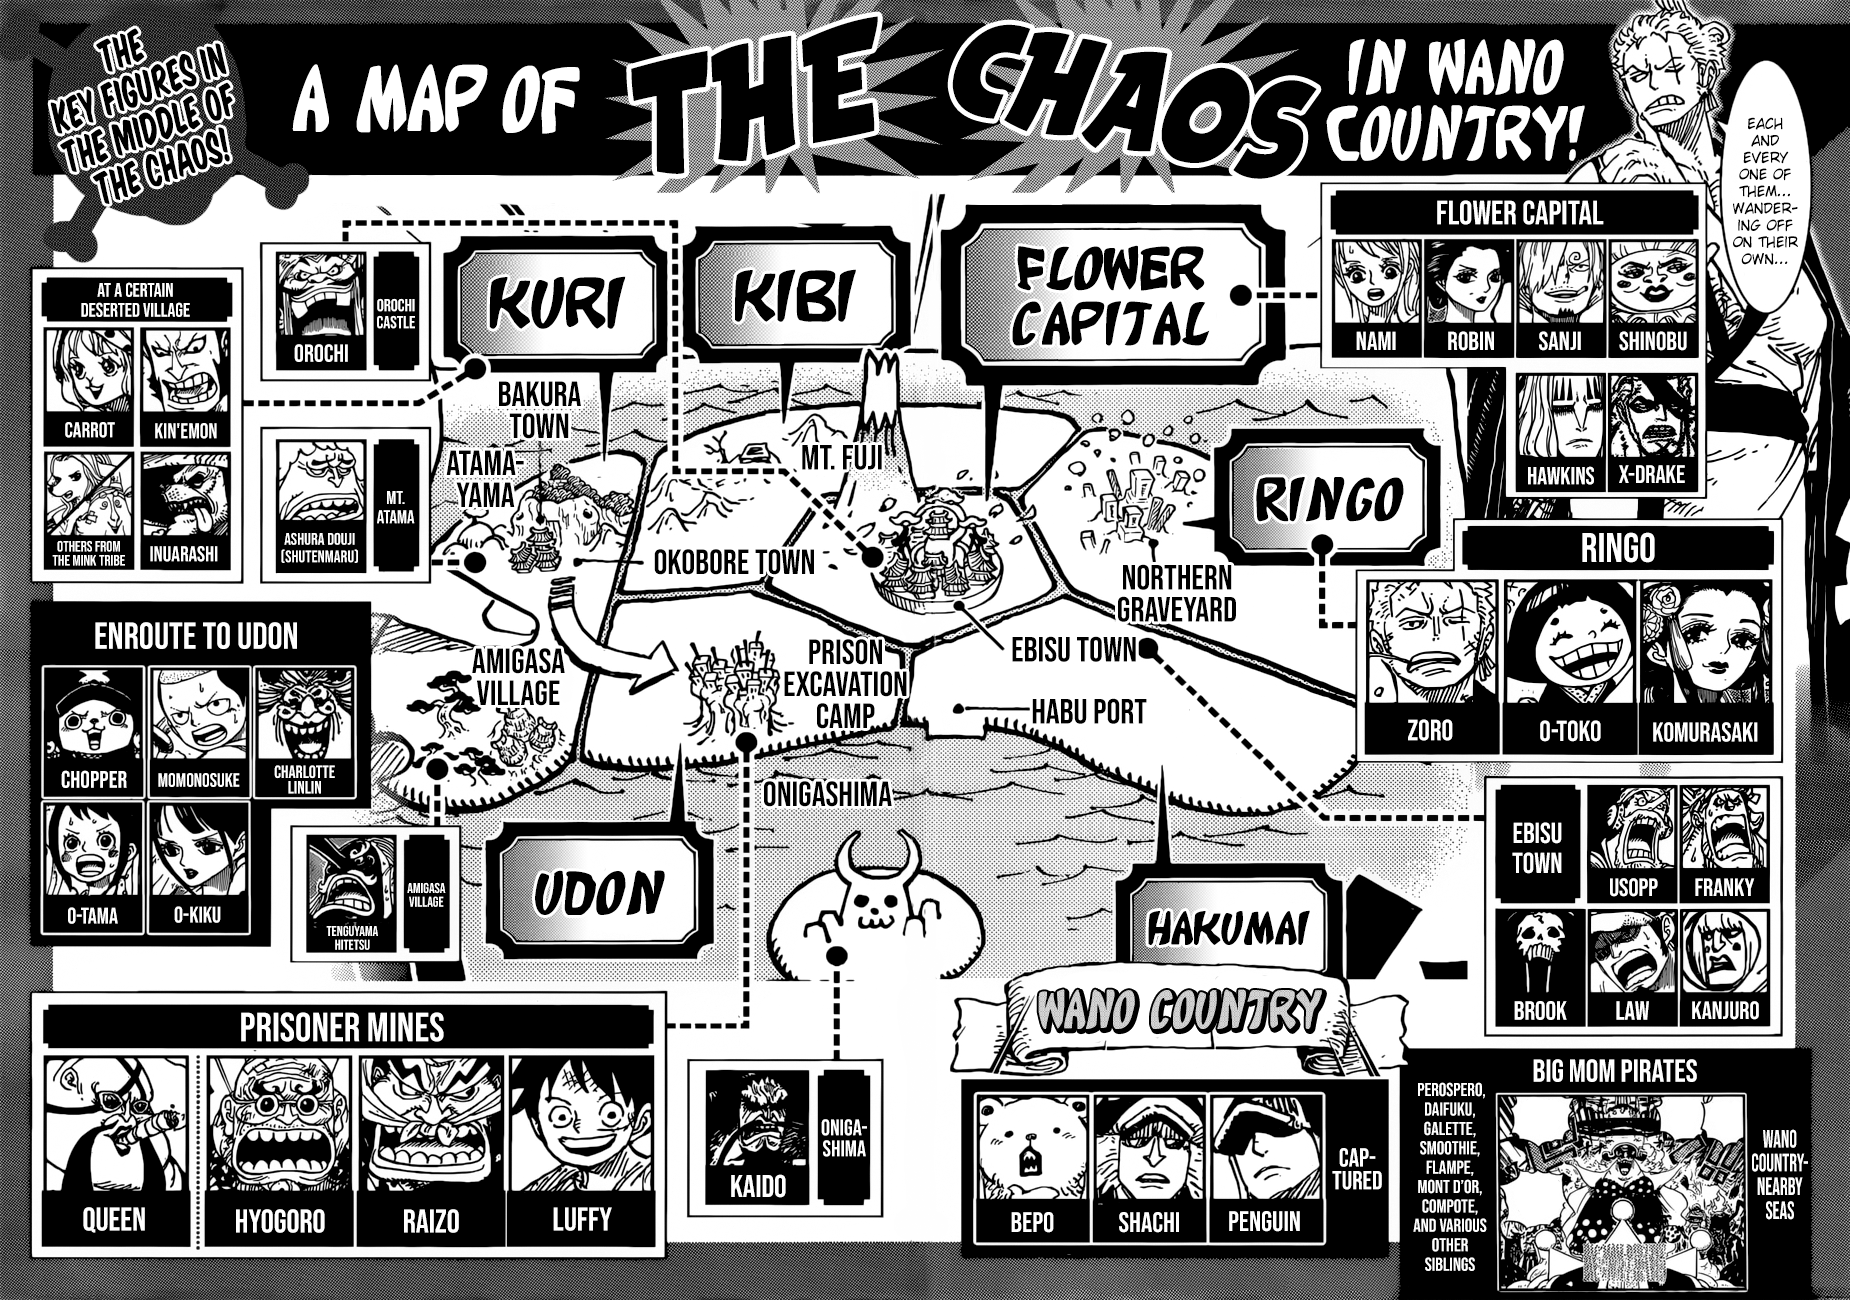 THE
KEY FIGURES IN
THE MIDDLE OF
THE CHAOS!
A MAP OF THE CHAOS
IN WANO
COUNTRY!
EACH
AND
EVERY
ONE OF
THEM...
WANDER-
ING OFF
ON THEIR
OWN...
AT A CERTAIN
DESERTED VILLAGE
CARROT
KIN'EMON
OTHERS FROM
THE MINK TRIBE
INUARASHI
OROCHI
OROCHI
CASTLE
ASHURA DOUJI
(SHUTENMARU)
MT.
ATAMA
KURI
KIBI
FLOWER
CAPITAL
FLOWER CAPITAL
NAMI
ROBIN
SANJI
SHINOBU
HAWKINS
X-DRAKE
BAKURA
TOWN
ATAMA-
YAMA
MT. FUJI
RINGO
OKOBORE TOWN
NORTHERN
GRAVEYARD
EBISU TOWN
AMIGASA
VILLAGE
PRISON
EXCAVATION
CAMP
HABU PORT
ONIGASHIMA
RINGO
ZORO
O-TOKO
KOMURASAKI
ENROUTE TO UDON
CHOPPER
MOMONOSUKE
CHARLOTTE
LINLIN
O-TAMA
O-KIKU
TENGUYAMA
HITETSU
AMIGASA
VILLAGE
UDON
HAKUMAI
WANO COUNTRY
EBISU
TOWN
USOPP
FRANKY
BROOK
LAW
KANJURO
PRISONER MINES
QUEEN
HYOGORO
RAIZO
LUFFY
KAIDO
ONIGA-
SHIMA
BEPO
SHACHI
PENGUIN
CAP-
TURED
BIG MOM PIRATES
PEROSPERO,
DAIFUKU,
GALETTE,
SMOOTHIE,
FLAMPE,
MONT D'OR,
COMPOTE,
AND VARIOUS
OTHER
SIBLINGS
WANO
COUNTRY-
NEARBY
SEAS